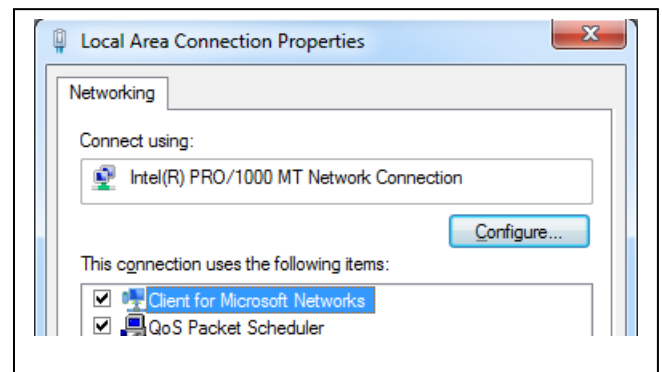 Local Area Connection Properties
Networking
Connect using:
Intel(R) PRO/1000 MT Network Connection
Configure...
This connection uses the following items:
Client for Microsoft Networks
QoS Packet Scheduler